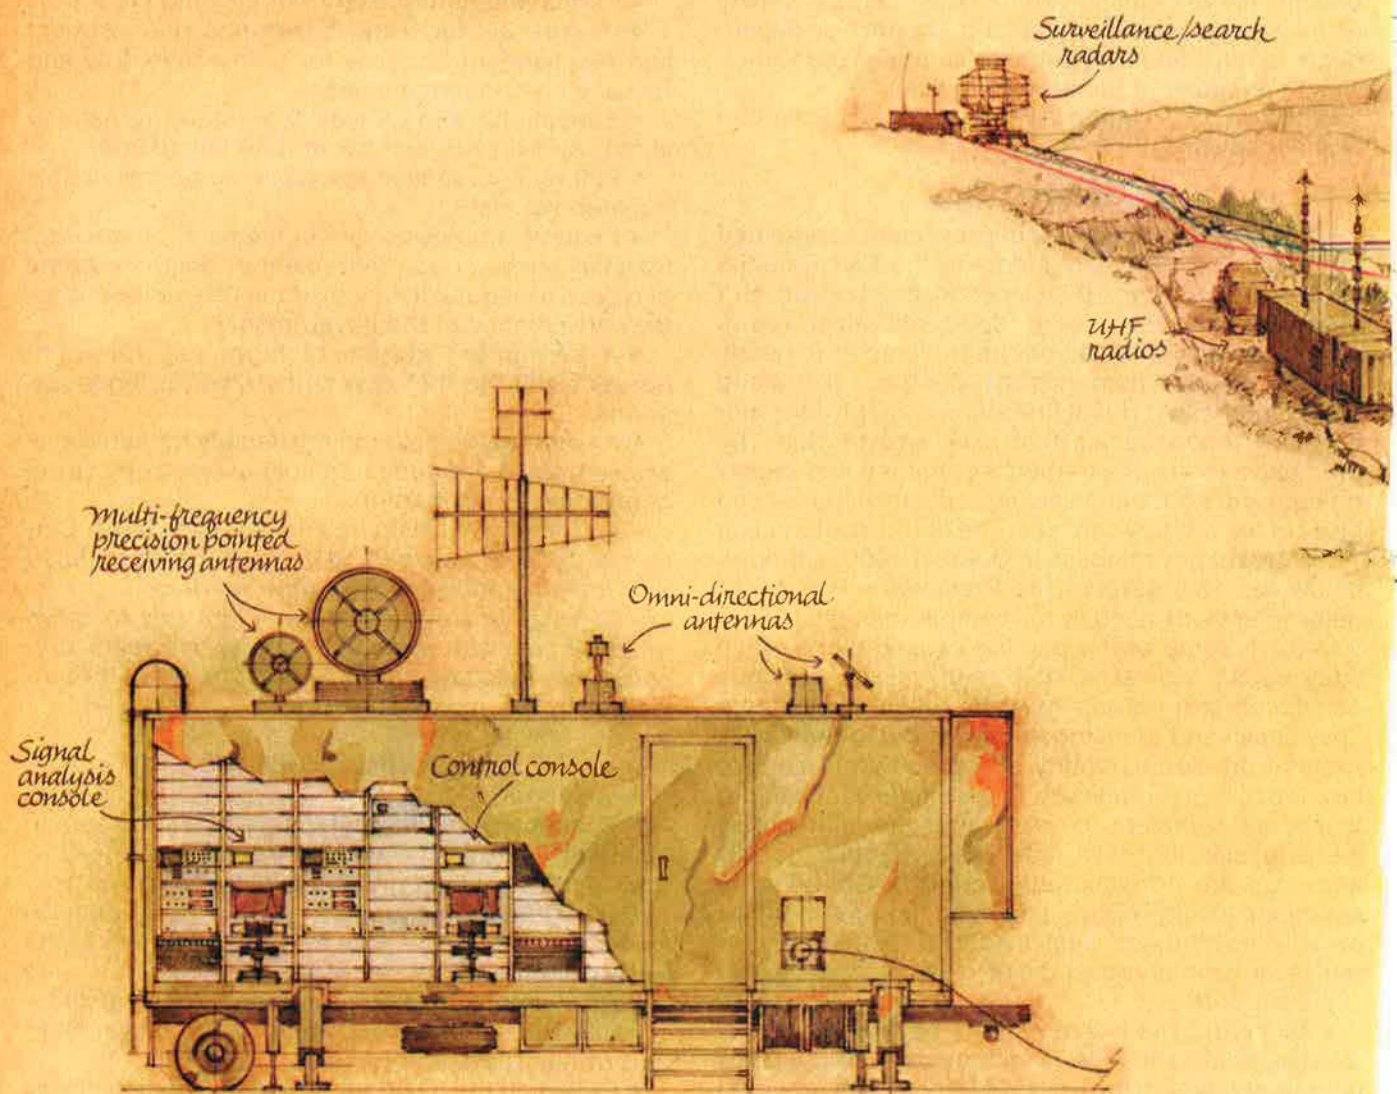 Surveillance/search
radars
UHF
radios
Multi-frequency
precision pointed
receiving antennas
Omni-directional
antennas
Signal
analysis
console
Control console